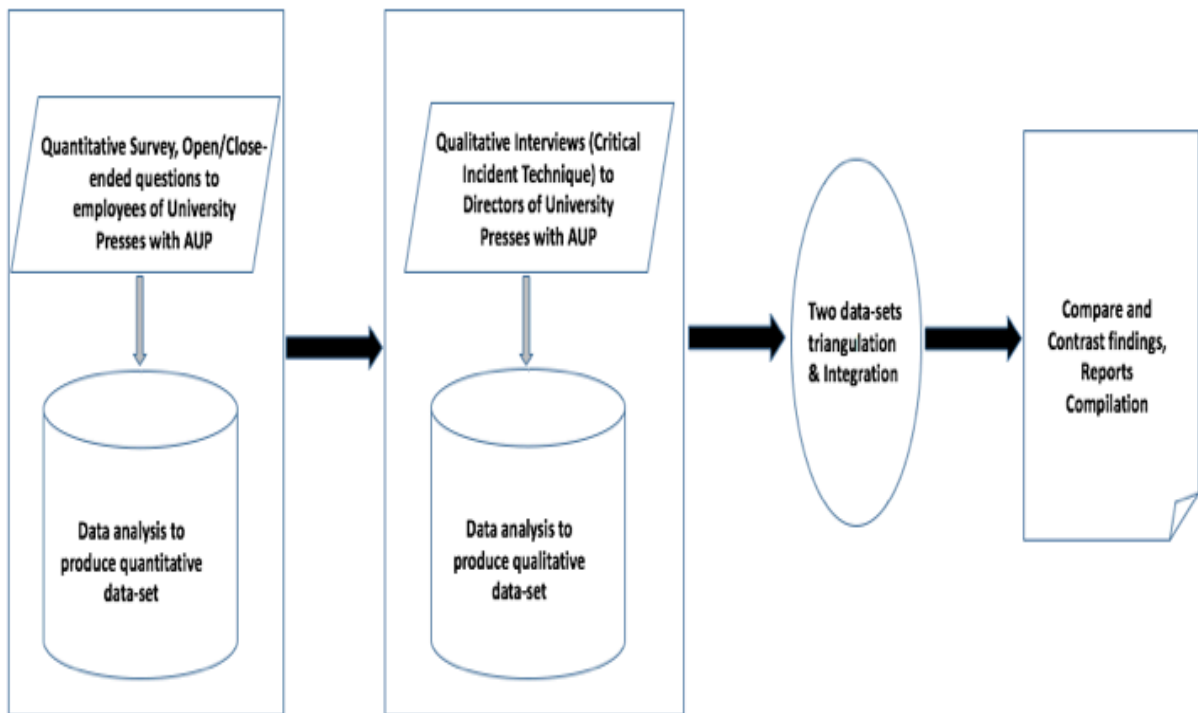 Quantitative Survey, Open/Close-
ended questions to
employees of University
Presses with AUP
Data analysis to
produce quantitative
data-set
Qualitative Interviews (Critical
Incident Technique) to
Directors of University
Presses with AUP
Data analysis to
produce qualitative
data-set
Two data-sets
triangulation
& Integration
Compare and
Contrast findings,
Reports
Compilation